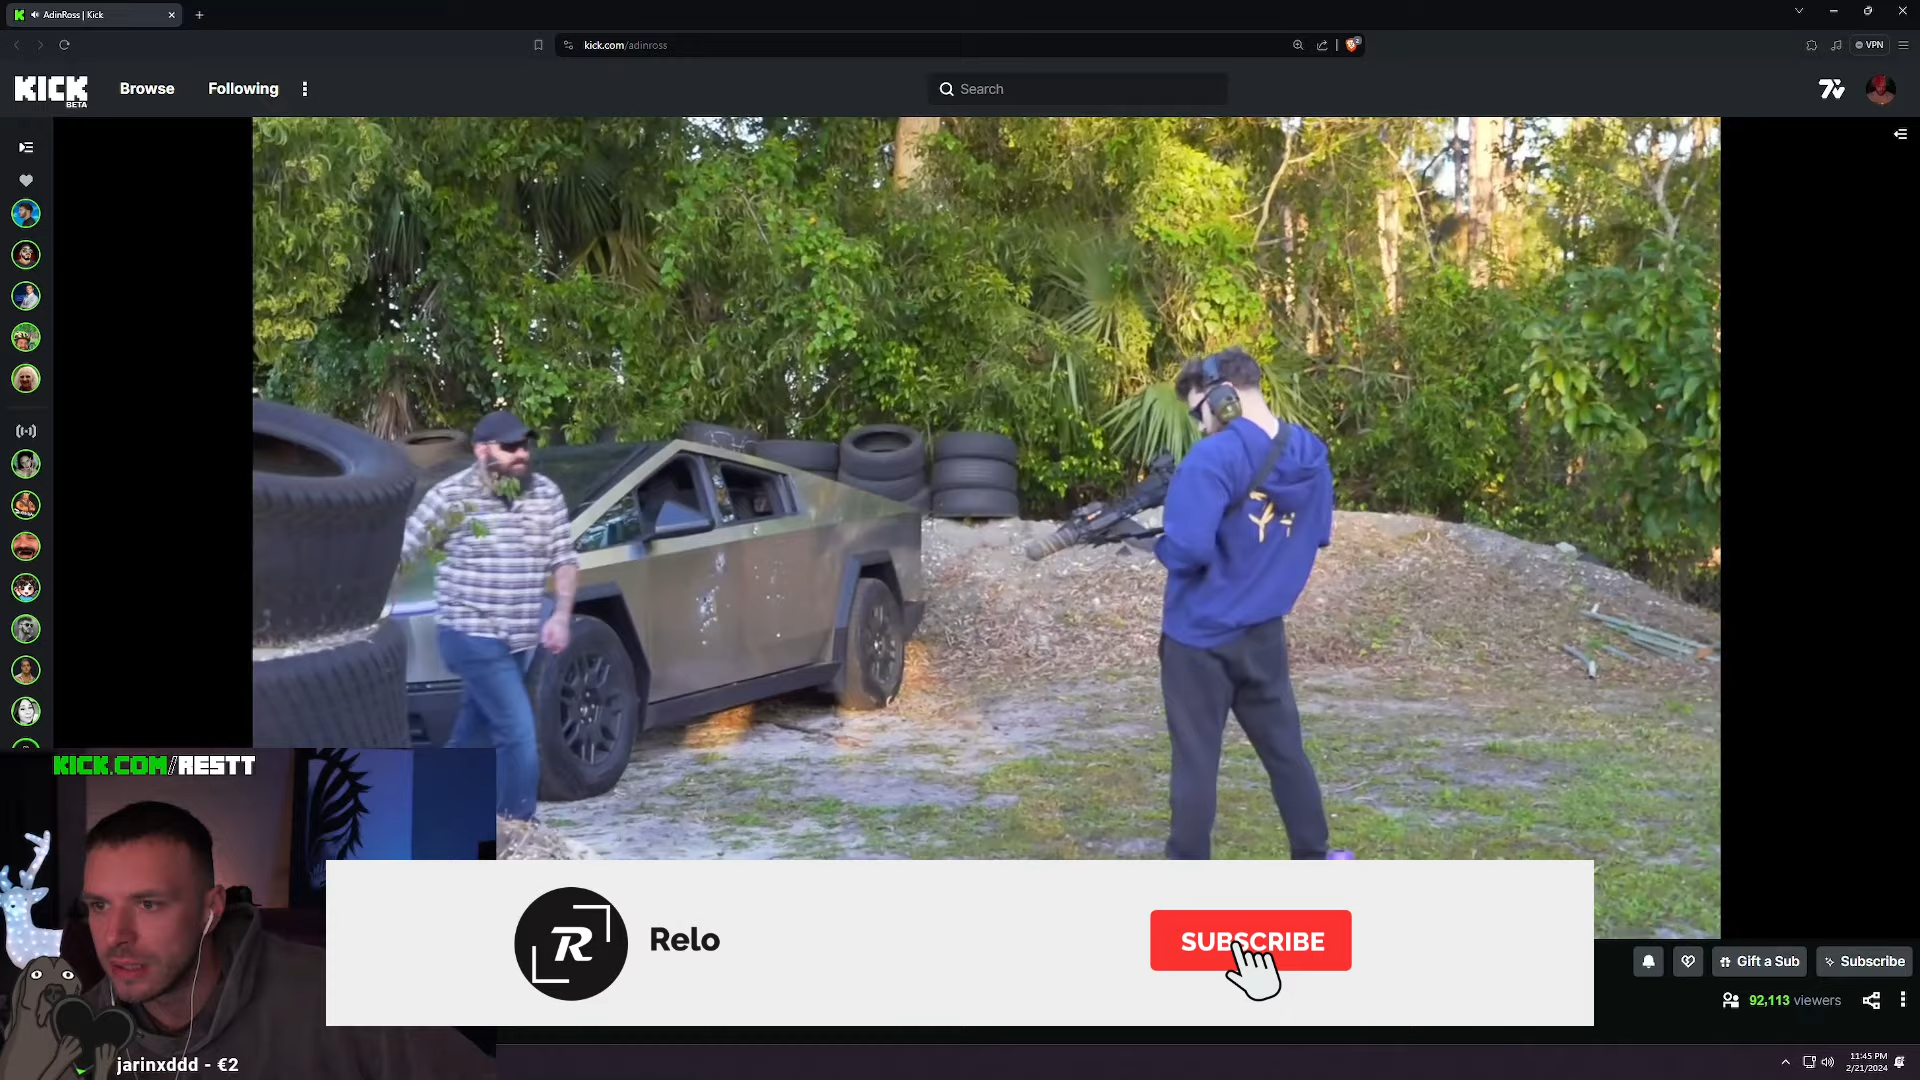 AdinRoss | Kick
kick.com/adinross
VPN
KICK
BETA
Browse
Following
Search
KICK.COM/RESTT
R
Relo
SUBSCRIBE
Gift a Sub
Subscribe
92,113 viewers
jarinxddd - €2
11:45 PM
2/21/2024